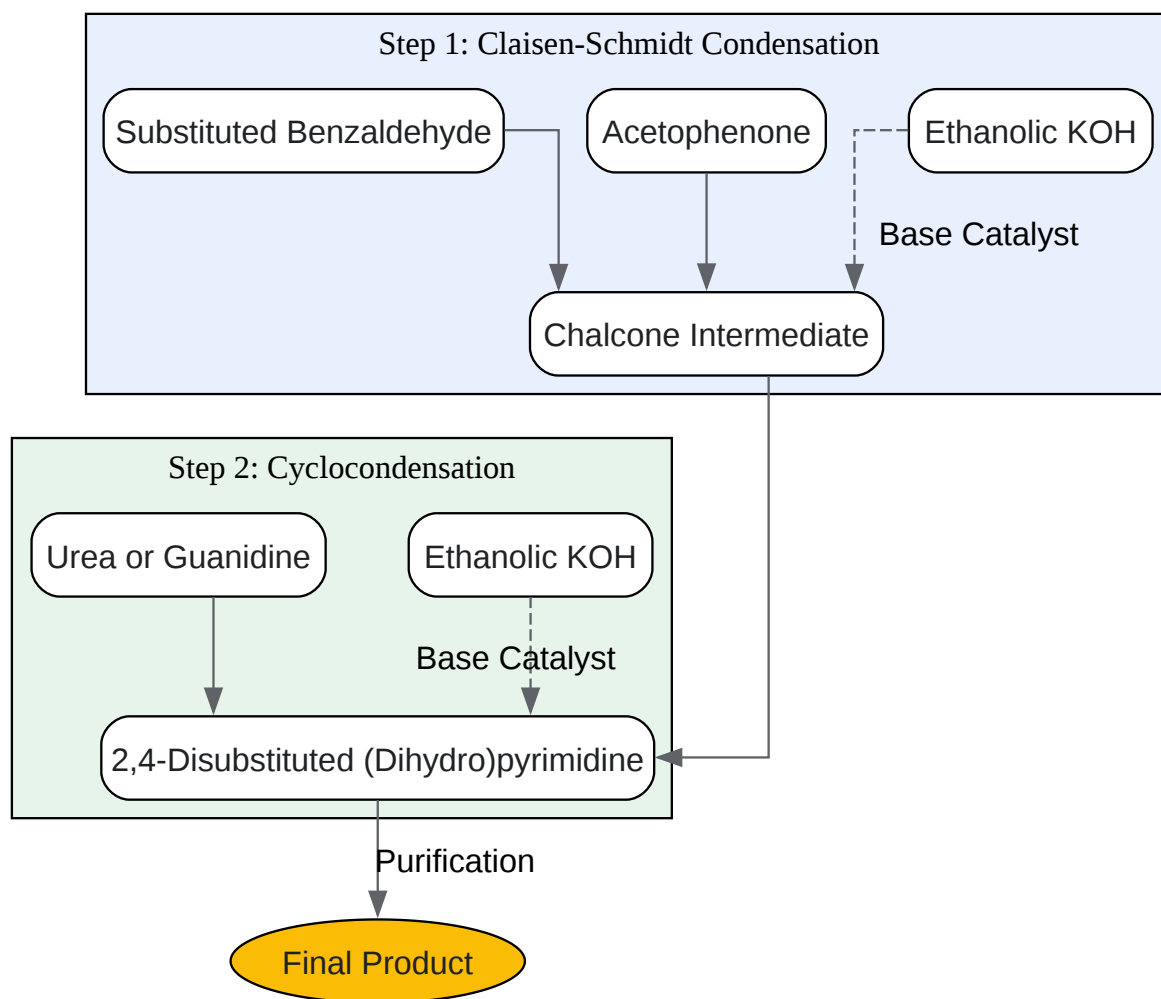 Step 1: Claisen-Schmidt Condensation
Substituted Benzaldehyde
Acetophenone
Ethanolic KOH
Base Catalyst
Chalcone Intermediate
Step 2: Cyclocondensation
Urea or Guanidine
Ethanolic KOH
Base Catalyst
2,4-Disubstituted (Dihydro)pyrimidine
Purification
Final Product